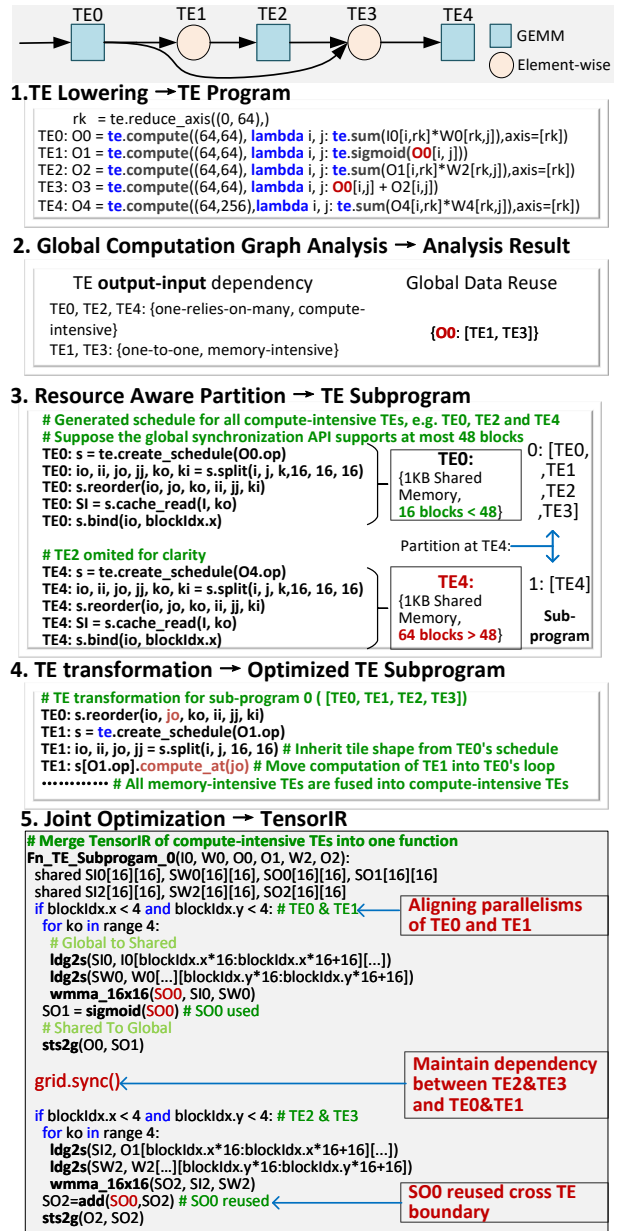 TE0 TE1 TE2 TE3 TE4
GEMM
Element-wise
1.TE Lowering →TE Program
rk = te.reduce_axis((0, 64),)
TE0: O0 = te.compute((64,64), lambda i, j: te.sum(I0[i,rk]*W0[rk,j]),axis=[rk])
TE1: O1 = te.compute((64,64), lambda i, j: te.sigmoid(O0[i, j]))
TE2: O2 = te.compute((64,64), lambda i, j: te.sum(O1[i,rk]*W2[rk,j]),axis=[rk])
TE3: O3 = te.compute((64,64), lambda i, j: O0[i,j] + O2[i,j])
TE4: O4 = te.compute((64,256),lambda i, j: te.sum(O4[i,rk]*W4[rk,j]),axis=[rk])
2. Global Computation Graph Analysis → Analysis Result
TE output-input dependency
TE0, TE2, TE4: {one-relies-on-many, compute-
intensive}
TE1, TE3: {one-to-one, memory-intensive}
Global Data Reuse
{O0: [TE1, TE3]}
3. Resource Aware Partition → TE Subprogram
# Generated schedule for all compute-intensive TEs, e.g. TE0, TE2 and TE4
# Suppose the global synchronization API supports at most 48 blocks
TE0: s = te.create_schedule(O0.op)
TE0: io, ii, jo, jj, ko, ki = s.split(i, j, k,16, 16, 16)
TE0: s.reorder(io, jo, ko, ii, jj, ki)
TE0: SI = s.cache_read(I, ko)
TE0: s.bind(io, blockIdx.x)
TE0:
{1KB Shared
Memory,
16 blocks < 48}
0: [TE0,
,TE1
,TE2
,TE3]
Partition at TE4:
# TE2 omited for clarity
TE4: s = te.create_schedule(O4.op)
TE4: io, ii, jo, jj, ko, ki = s.split(i, j, k,16, 16, 16)
TE4: s.reorder(io, jo, ko, ii, jj, ki)
TE4: SI = s.cache_read(I, ko)
TE4: s.bind(io, blockIdx.x)
TE4:
{1KB Shared
Memory,
64 blocks > 48}
1: [TE4]
Sub-
program
4. TE transformation → Optimized TE Subprogram
# TE transformation for sub-program 0 ( [TE0, TE1, TE2, TE3])
TE0: s.reorder(io, jo, ko, ii, jj, ki)
TE1: s = te.create_schedule(O1.op)
TE1: io, ii, jo, jj = s.split(i, j, 16, 16) # Inherit tile shape from TE0's schedule
TE1: s[O1.op].compute_at(jo) # Move computation of TE1 into TE0's loop
············ # All memory-intensive TEs are fused into compute-intensive TEs
5. Joint Optimization → TensorIR
# Merge TensorIR of compute-intensive TEs into one function
Fn_TE_Subprogam_0(I0, W0, O0, O1, W2, O2):
shared SI0[16][16], SW0[16][16], SO0[16][16], SO1[16][16]
shared SI2[16][16], SW2[16][16], SO2[16][16]
if blockIdx.x < 4 and blockIdx.y < 4: # TE0 & TE1
for ko in range 4:
# Global to Shared
ldg2s(SI0, I0[blockIdx.x*16:blockIdx.x*16+16][...])
ldg2s(SW0, W0[...][blockIdx.y*16:blockIdx.y*16+16])
wmma_16x16(SO0, SI0, SW0)
SO1 = sigmoid(SO0) # SO0 used
# Shared To Global
sts2g(O0, SO1)
Aligning parallelisms
of TE0 and TE1
grid.sync()
Maintain dependency
between TE2&TE3
and TE0&TE1
if blockIdx.x < 4 and blockIdx.y < 4: # TE2 & TE3
for ko in range 4:
ldg2s(SI2, O1[blockIdx.x*16:blockIdx.x*16+16][...])
ldg2s(SW2, W2[...][blockIdx.y*16:blockIdx.y*16+16])
wmma_16x16(SO2, SI2, SW2)
SO2=add(SO0,SO2) # SO0 reused
sts2g(O2, SO2)
SO0 reused cross TE
boundary